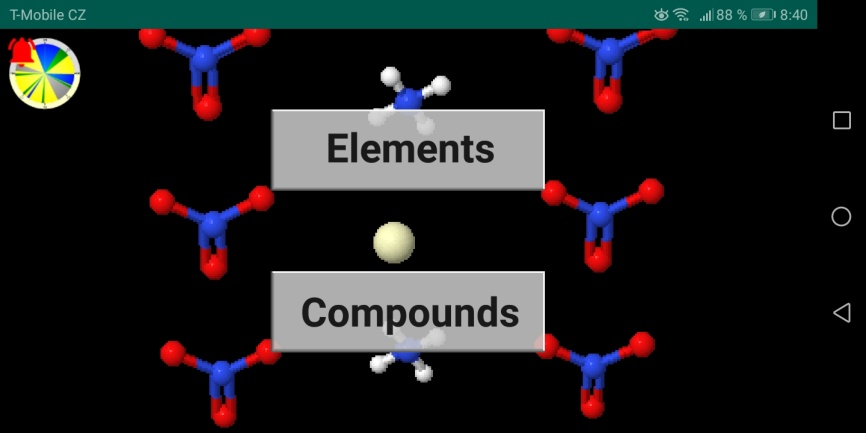 T-Mobile CZ
88 % 8:40
Elements
Compounds